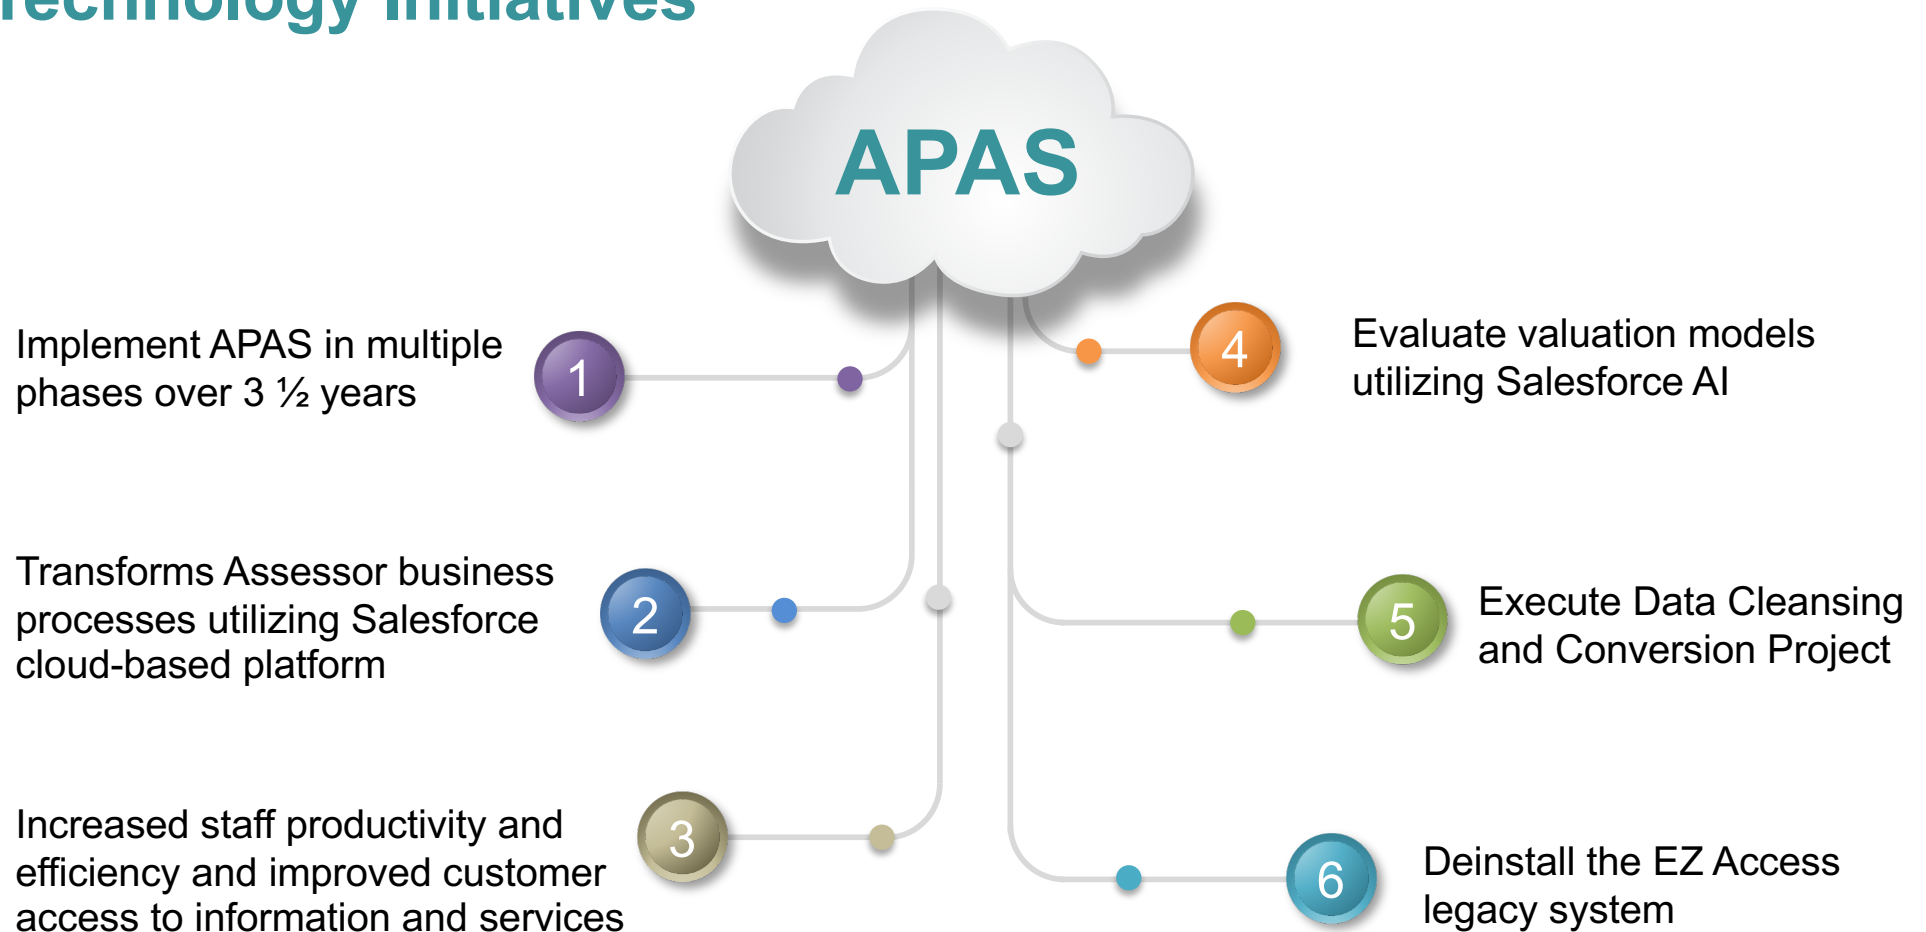 Technology Initiatives
APAS
1
Implement APAS in multiple
phases over 3 ½ years
2
Transforms Assessor business
processes utilizing Salesforce
cloud-based platform
3
Increased staff productivity and
efficiency and improved customer
access to information and services
4
Evaluate valuation models
utilizing Salesforce AI
5
Execute Data Cleansing
and Conversion Project
6
Deinstall the EZ Access
legacy system